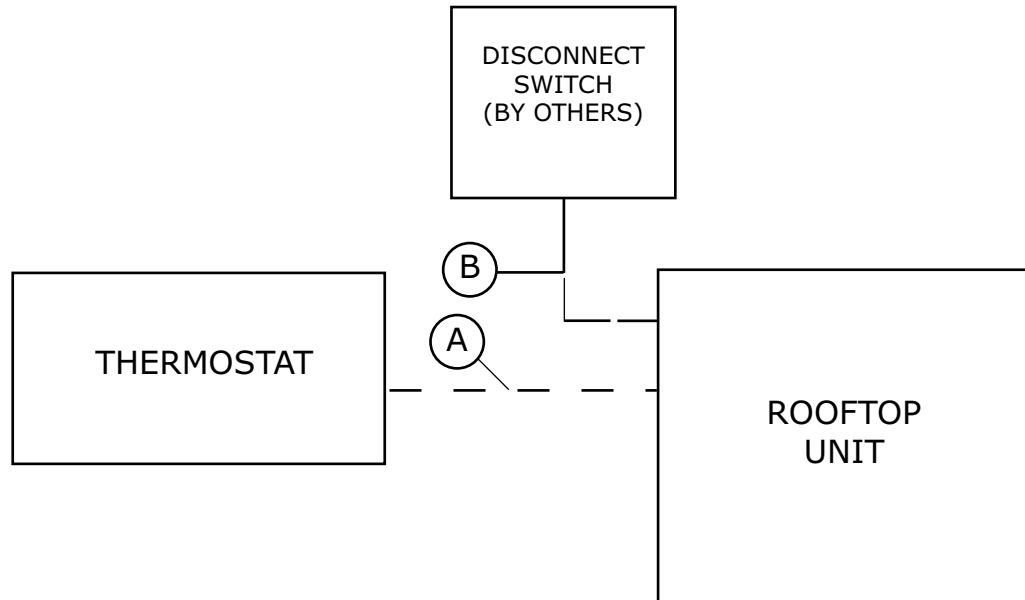 DISCONNECT
SWITCH
(BY OTHERS)
B
A
THERMOSTAT
ROOFTOP
UNIT